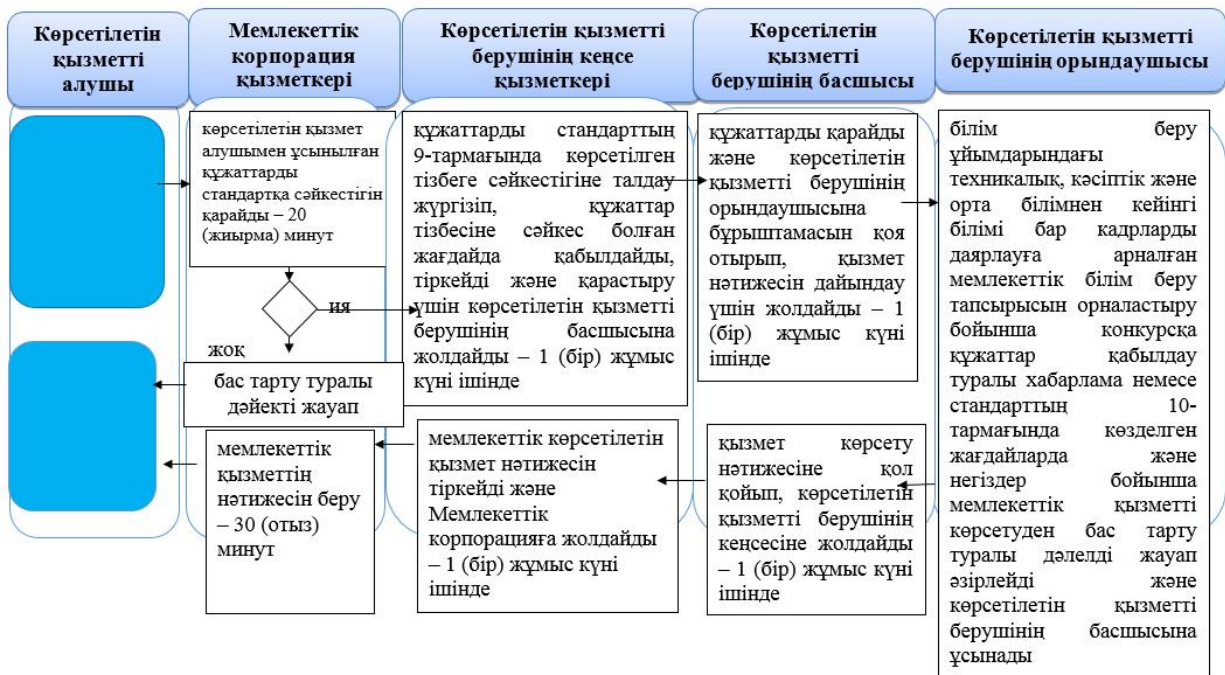 Көрсетілетін
қызметті
алушы
Мемлекеттік
корпорация
қызметкері
Көрсетілетін қызметті
берушінің кеңсе
қызметкері
Көрсетілетін
қызметті
берушінің басшысы
Көрсетілетін қызметті
берушінің орындаушысы
көрсетілетін қызмет
алушымен ұсынылған
құжаттарды
стандартқа сәйкестігін
қарайды – 20
(жиырма) минут
ия
жоқ
бас тарту туралы
дәйекті жауап
мемлекеттік
қызметтің
нәтижесін беру
– 30 (отыз)
минут
құжаттарды стандарттың
9-тармағында көрсетілген
тізбеге сәйкестігіне талдау
жүргізіп, құжаттар
тізбесіне сәйкес болған
жағдайда қабылдайды,
тіркейді және қарастыру
үшін көрсетілетін қызметті
берушінің басшысына
жолдайды – 1 (бір) жұмыс
күні ішінде
мемлекеттік көрсетілетін
қызмет нәтижесін
тіркейді және
Мемлекеттік
корпорацияға жолдайды
– 1 (бір) жұмыс күні
ішінде
құжаттарды қарайды
және көрсетілетін
қызметті берушінің
орындаушысына
бұрыштамасын қоя
отырып, қызмет
нәтижесін дайындау
үшін жолдайды – 1
(бір) жұмыс күні
ішінде
қызмет көрсету
нәтижесіне қол
қойып, көрсетілетін
қызметті берушінің
кеңсесіне жолдайды
– 1 (бір) жұмыс күні
ішінде
білім беру
ұйымдарындағы
техникалық, кәсіптік және
орта білімнен кейінгі
білімі бар кадрларды
даярлауға арналған
мемлекеттік білім беру
тапсырысын орналастыру
бойынша конкурсқа
құжаттар қабылдау
туралы хабарлама немесе
стандарттың 10-
тармағында көзделген
жағдайларда және
негіздер бойынша
мемлекеттік қызметті
көрсетуден бас тарту
туралы дәлелді жауап
әзірлейді және
көрсетілетін қызметті
берушінің басшысына
ұсынады